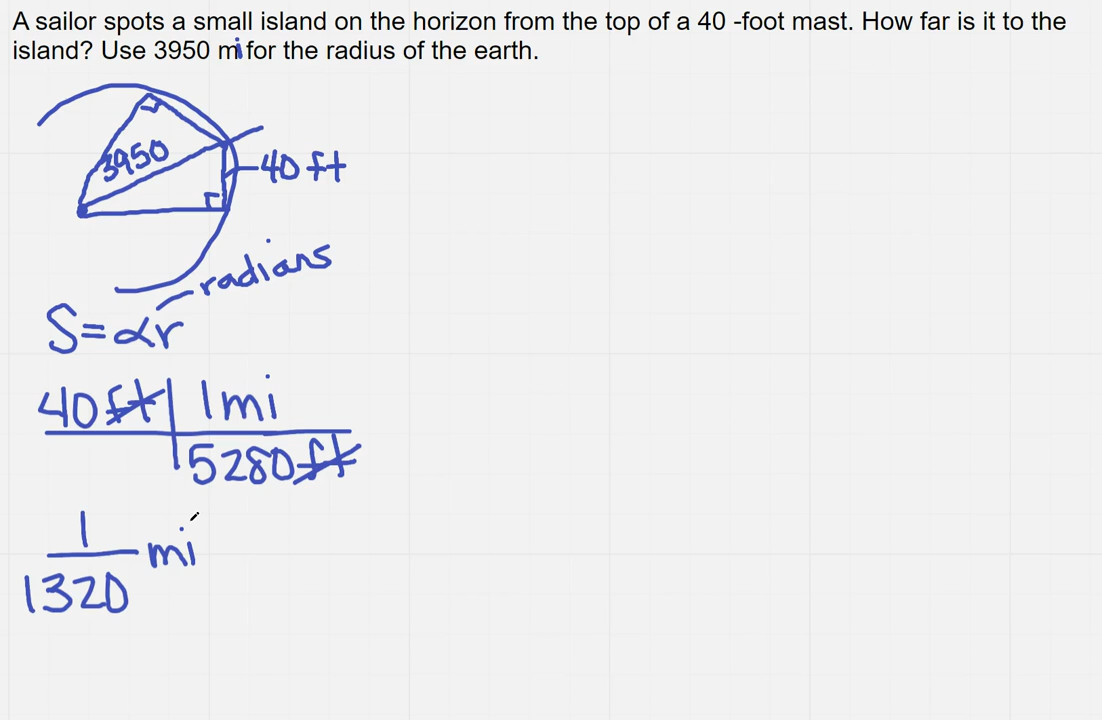 A sailor spots a small island on the horizon from the top of a 40 -foot mast. How far is it to the
island? Use 3950 mi for the radius of the earth.
3950
40 ft
radians
S=αr
40 ft | 1 mi
5280 ft
1
mi
1320